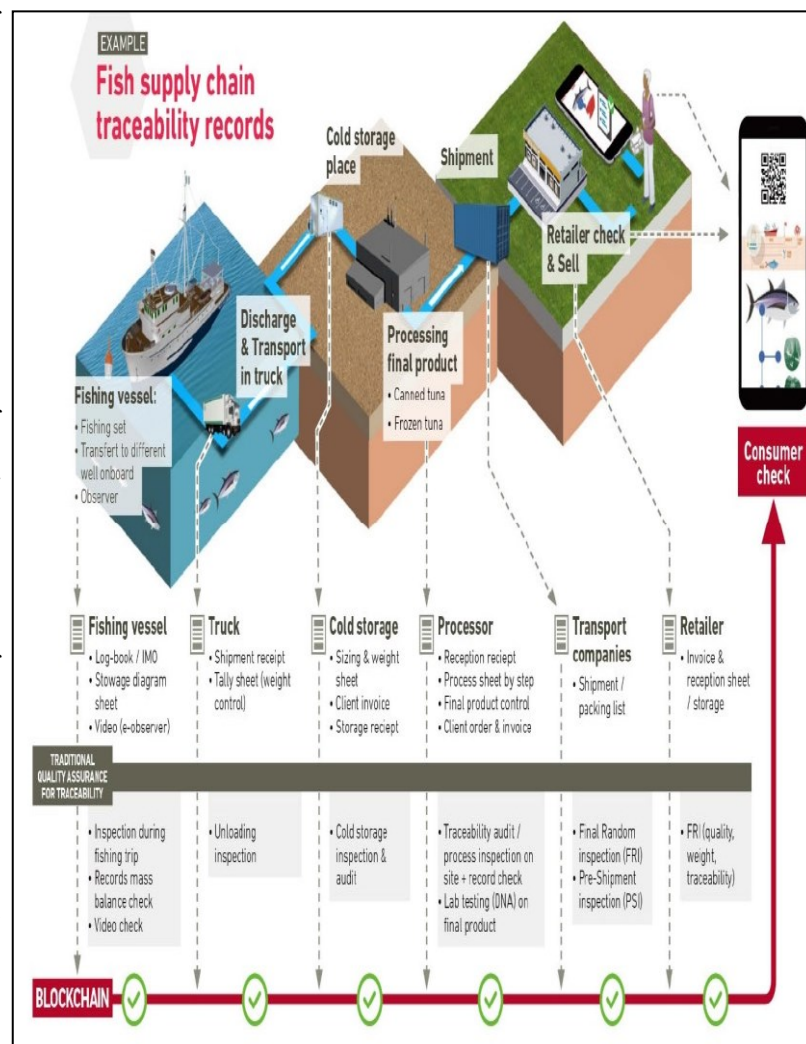 EXAMPLE
Fish supply chain
traceability records
Cold storage
place
Shipment
Retailer check
& Sell
Discharge
& Transport
in truck
Processing
final product
• Canned tuna
• Frozen tuna
Fishing vessel:
• Fishing set
• Transfert to different
well onboard
• Observer
Consumer
check
Fishing vessel
• Log-book / IMO
• Stowage diagram
sheet
• Video (e-observer)
Truck
• Shipment receipt
• Tally sheet (weight
control)
Cold storage
• Sizing & weight
sheet
• Client invoice
• Storage reciept
Processor
• Reception reciept
• Process sheet by step
• Final product control
• Client order & invoice
Transport
companies
• Shipment /
packing list
Retailer
• Invoice &
reception sheet
/ storage
TRADITIONAL
QUALITY ASSURANCE
FOR TRACEABILITY
• Inspection during
fishing trip
• Records mass
balance check
• Video check
• Unloading
inspection
• Cold storage
inspection &
audit
• Traceability audit /
process inspection on
site + record check
• Lab testing (DNA) on
final product
• Final Random
inspection (FRI)
• Pre-Shipment
inspection (PSI)
• FRI (quality,
weight,
traceability)
BLOCKCHAIN